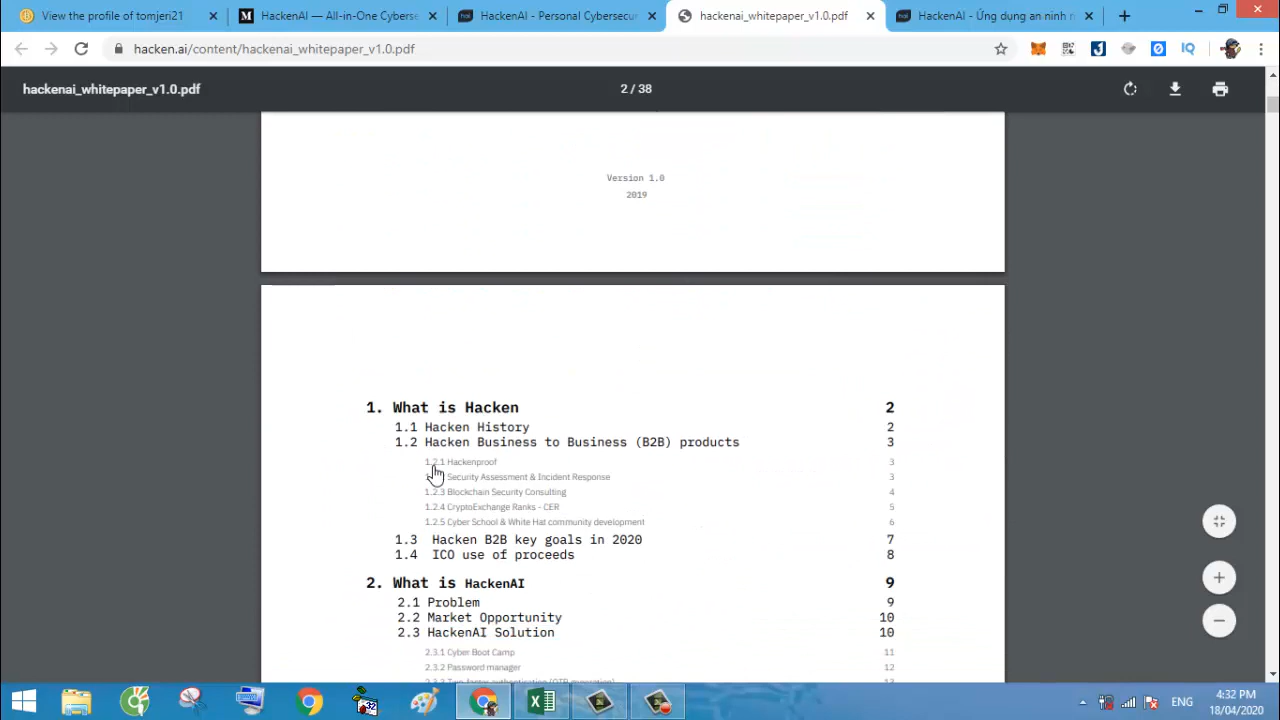 View the profile of tomjeri21
HackenAI — All-in-One Cyberse
HackenAI - Personal Cybersecur
hackenai_whitepaper_v1.0.pdf
HackenAI - Ứng dụng an ninh r
hacken.ai/content/hackenai_whitepaper_v1.0.pdf
hackenai_whitepaper_v1.0.pdf
2 / 38
Version 1.0
2019
1. What is Hacken 2
1.1 Hacken History 2
1.2 Hacken Business to Business (B2B) products 3
1.2.1 Hackenproof 3
Security Assessment & Incident Response 3
1.2.3 Blockchain Security Consulting 4
1.2.4 CryptoExchange Ranks - CER 5
1.2.5 Cyber School & White Hat community development 6
1.3 Hacken B2B key goals in 2020 7
1.4 ICO use of proceeds 8
2. What is HackenAI 9
2.1 Problem 9
2.2 Market Opportunity 10
2.3 HackenAI Solution 10
2.3.1 Cyber Boot Camp 11
2.3.2 Password manager 12
ENG
4:32 PM
18/04/2020